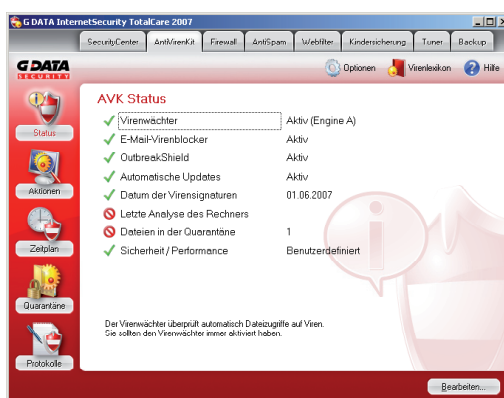 G DATA InternetSecurity TotalCare 2007
SecurityCenter AntiVirenKit Firewall AntiSpam Webfilter Kindersicherung Tuner Backup
G DATA
SECURITY
Optionen Virenlexikon Hilfe
Status
Aktionen
Zeitplan
Quarantäne
Protokolle
AVK Status
Virenwächter Aktiv (Engine A)
E-Mail-Virenblocker Aktiv
OutbreakShield Aktiv
Automatische Updates Aktiv
Datum der Virensignaturen 01.06.2007
Letzte Analyse des Rechners
Dateien in der Quarantäne 1
Sicherheit / Performance Benutzerdefiniert
Der Virenwächter überprüft automatisch Dateizugriffe auf Viren.
Sie sollten den Virenwächter immer aktiviert haben.
Bearbeiten...